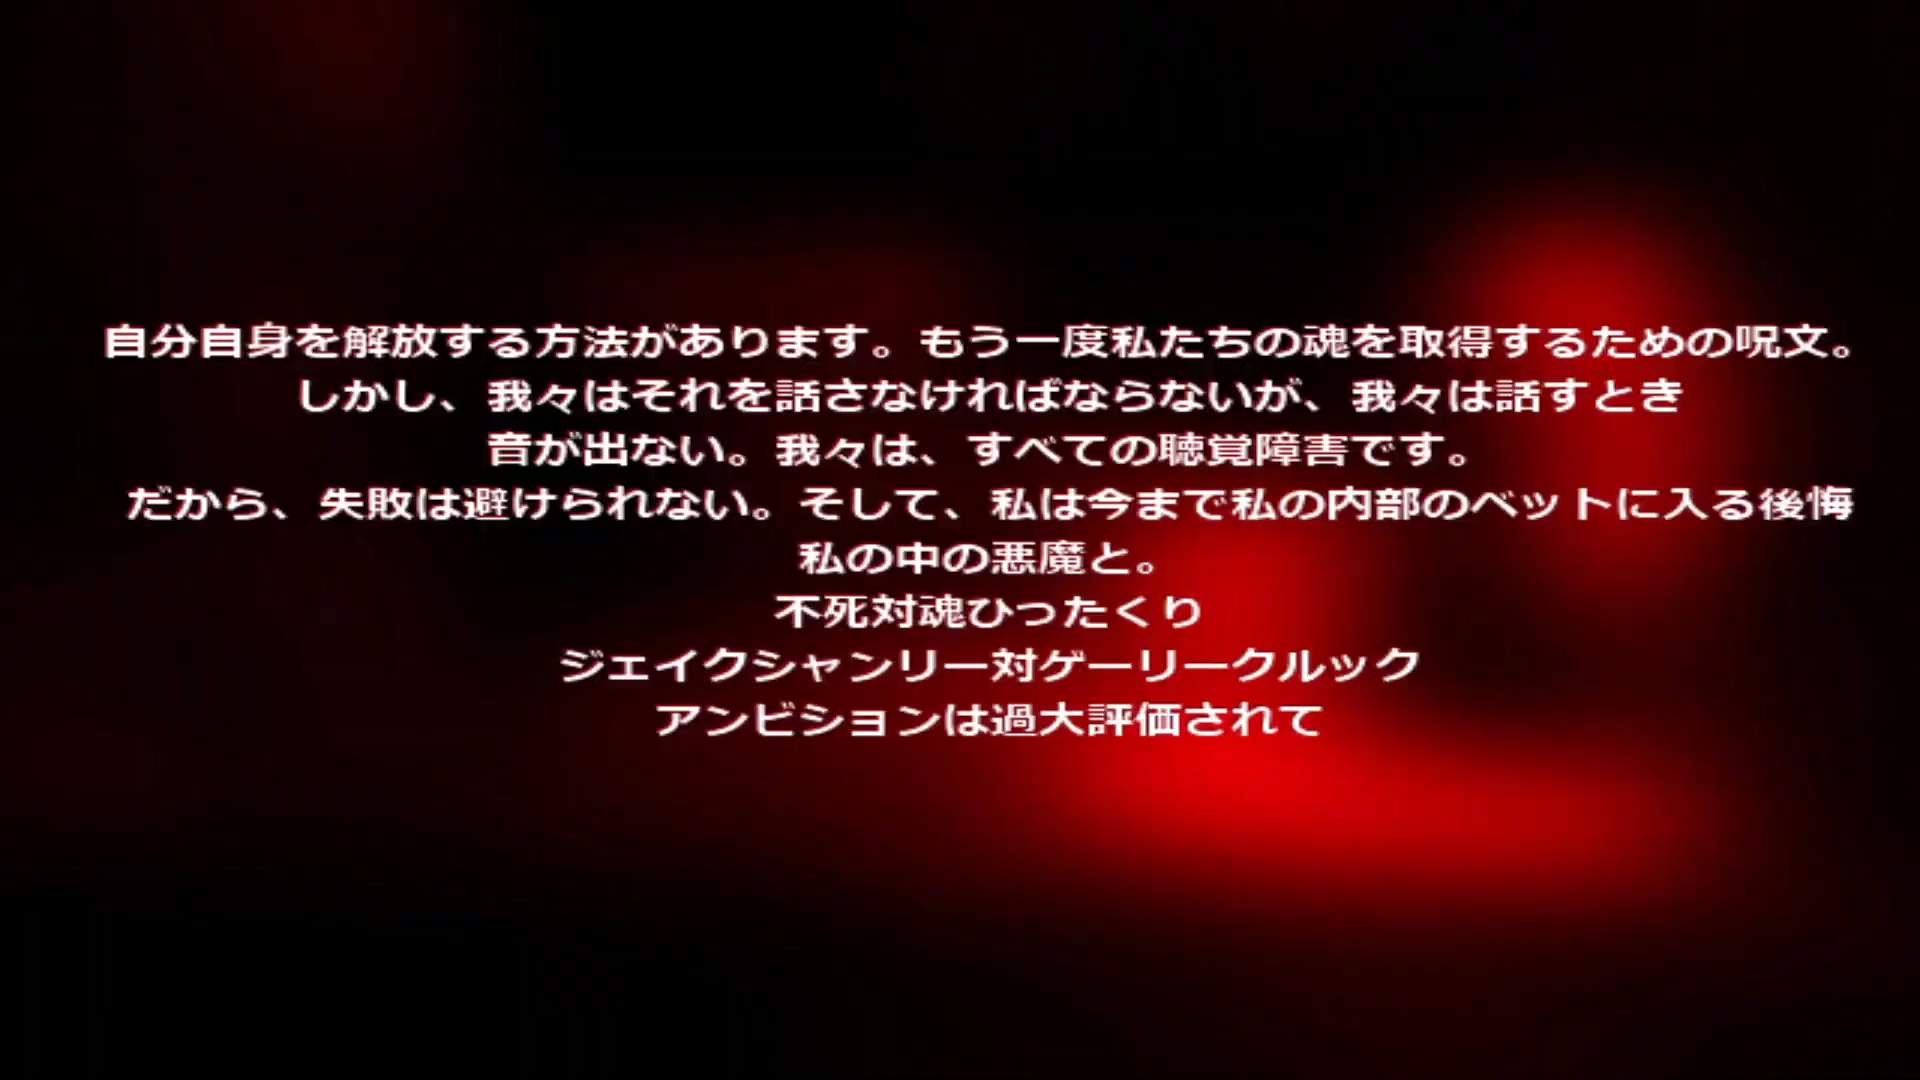 自分自身を解放する方法があります。もう一度私たちの魂を取得するための呪文。
しかし、我々はそれを話さなければならないが、我々は話すとき
音が出ない。我々は、すべての聴覚障害です。
だから、失敗は避けられない。そして、私は今まで私の内部のベットに入る後悔
私の中の悪魔と。
不死対魂ひったくり
ジェイクシャンリー対ゲーリークルック
アンビションは過大評価されて